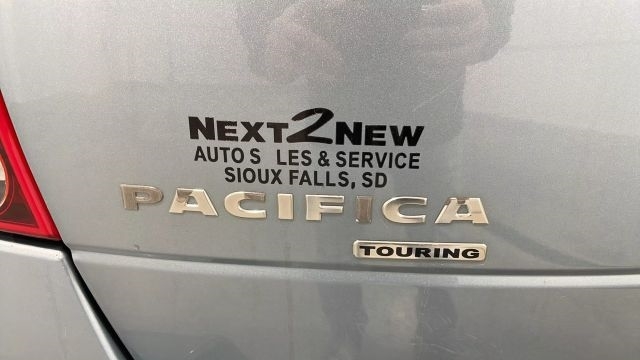 NEXT2NEW
AUTO S LES & SERVICE
SIOUX FALLS, SD
PACIFICA
TOURING